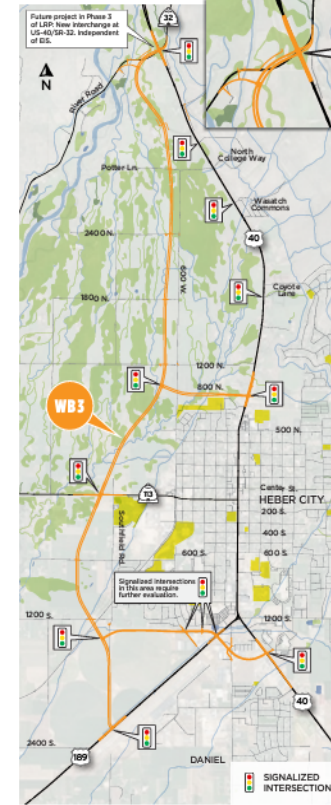 Future project in Phase 3
of LRP: New Interchange at
US-40/SR-32. Independent
of EIS.
32
N
River Road
North
College Way
Potter Ln.
Wasatch
Commons
2400 N.
40
600 W.
Coyote
Lane
1800 N.
1200 N.
800 N.
WB3
500 N.
Center St.
113
HEBER CITY
200 S.
Southfield Rd.
400 S.
600 S.
600 S.
Signalized intersections
in this area require
further evaluation.
1200 S.
1200 S.
40
2400 S.
189
DANIEL
SIGNALIZED
INTERSECTION